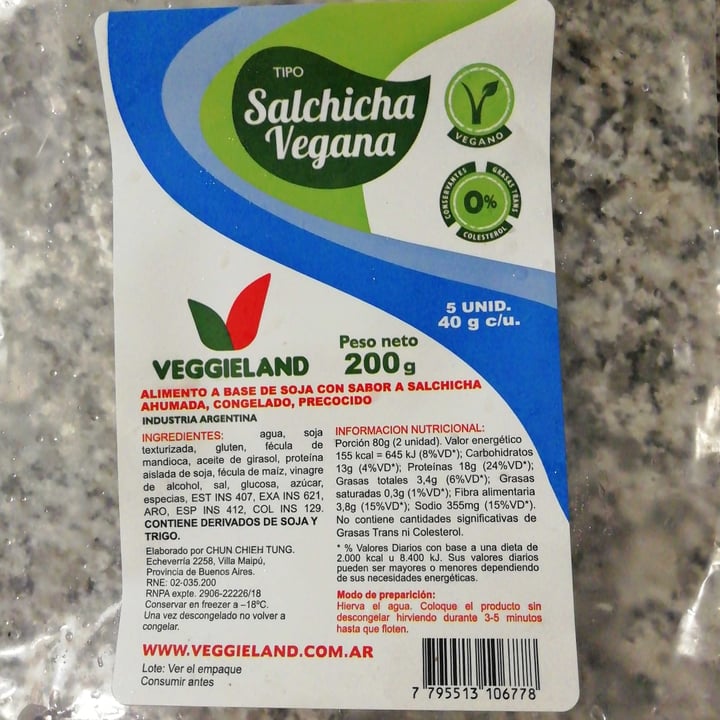 TIPO
Salchicha
Vegana
VEGANO
CONSERVANTES
GRASAS TRANS
0%
COLESTEROL
5 UNID.
40 g c/u.
VEGGIELAND
Peso neto
200g
ALIMENTO A BASE DE SOJA CON SABOR A SALCHICHA
AHUMADA, CONGELADO, PRECOCIDO
INDUSTRIA ARGENTINA
INGREDIENTES: agua, soja
texturizada, gluten, fécula de
mandioca, aceite de girasol, proteína
aislada de soja, fécula de maíz, vinagre
de alcohol, sal, glucosa, azúcar,
especias, EST INS 407, EXA INS 621,
ARO, ESP INS 412, COL INS 129.
CONTIENE DERIVADOS DE SOJA Y
TRIGO.
Elaborado por CHUN CHIEH TUNG.
Echeverría 2258, Villa Maipú,
Provincia de Buenos Aires.
RNE: 02-035.200
RNPA expte. 2906-22226/18
Conservar en freezer a –18ºC.
Una vez descongelado no volver a
congelar.
INFORMACION NUTRICIONAL:
Porción 80g (2 unidad). Valor energético
155 kcal = 645 kJ (8%VD*); Carbohidratos
13g (4%VD*); Proteínas 18g (24%VD*);
Grasas totales 3,4g (6%VD*); Grasas
saturadas 0,3g (1%VD*); Fibra alimentaria
3,8g (15%VD*); Sodio 355mg (15%VD*).
No contiene cantidades significativas de
Grasas Trans ni Colesterol.
* % Valores Diarios con base a una dieta de
2.000 kcal u 8.400 kJ. Sus valores diarios
pueden ser mayores o menores dependiendo
de sus necesidades energéticas.
Modo de preparación:
Hierva el agua. Coloque el producto sin
descongelar hirviendo durante 3-5 minutos
hasta que floten.
WWW.VEGGIELAND.COM.AR
Lote: Ver el empaque
Consumir antes
7 795513 106778